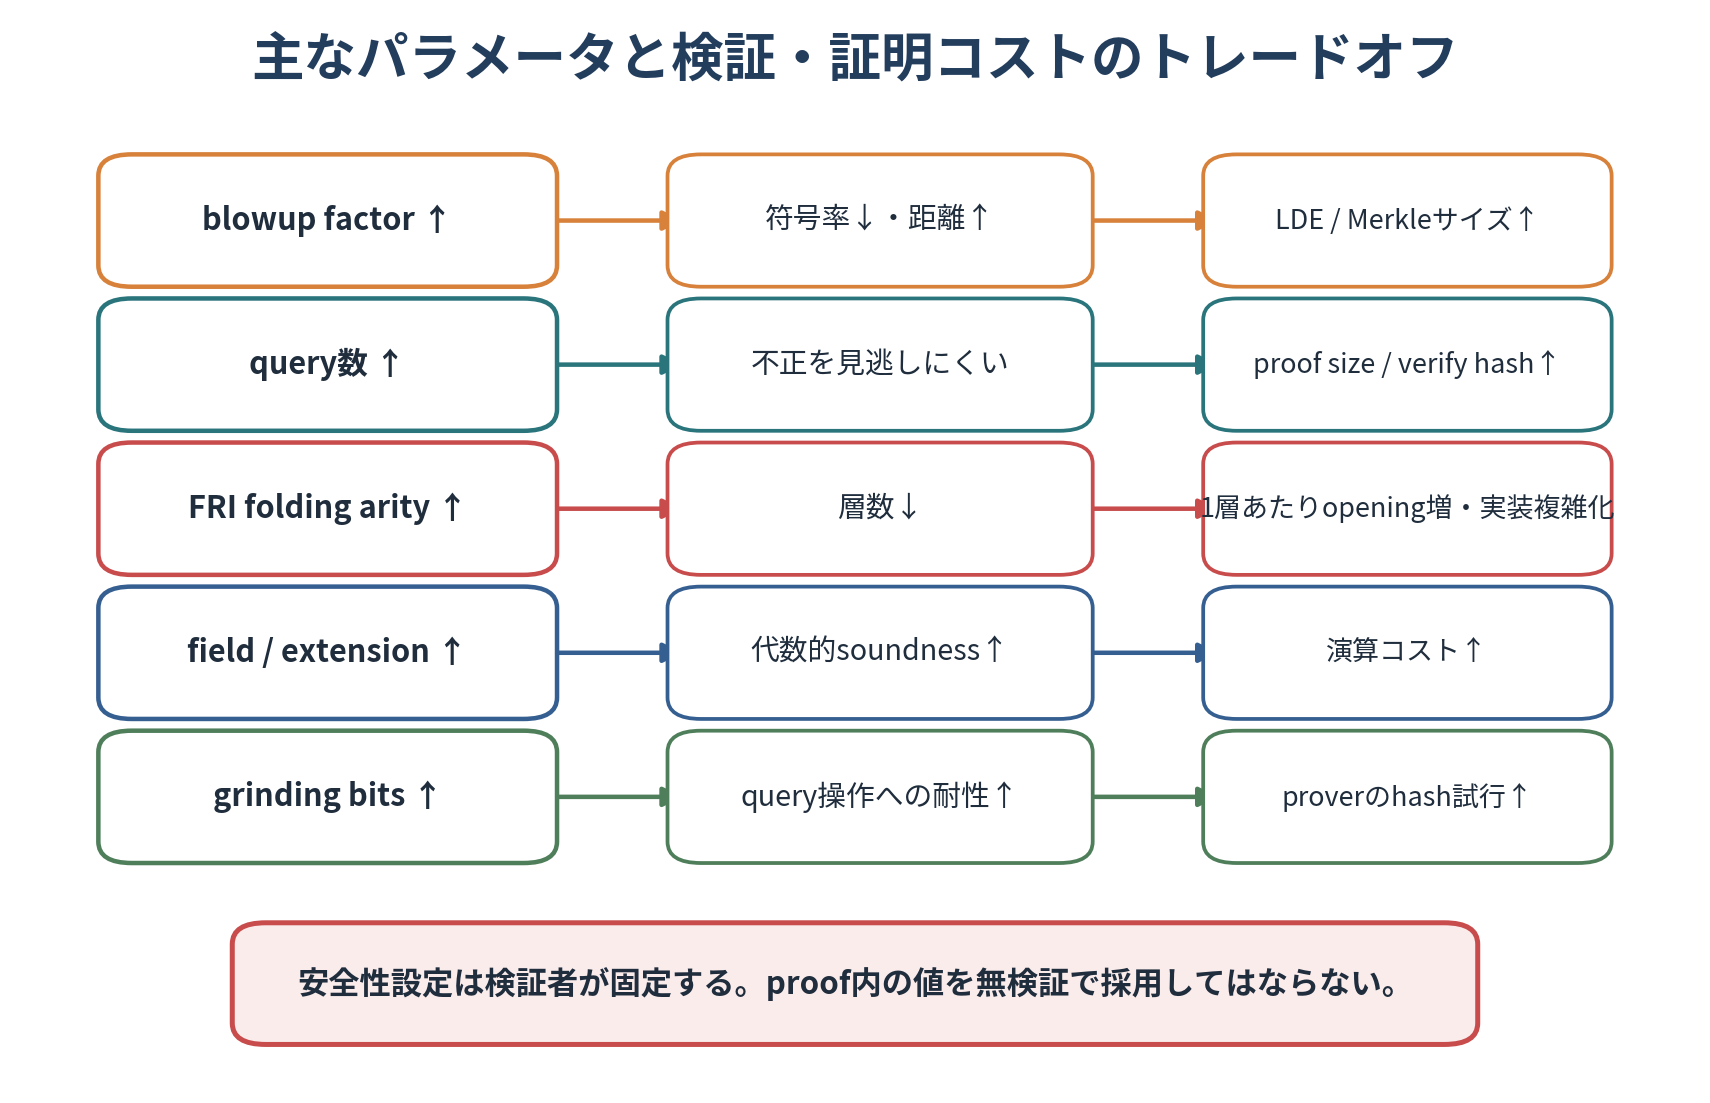 主なパラメータと検証・証明コストのトレードオフ
blowup factor ↑
符号率↓・距離↑
LDE / Merkleサイズ↑
query数 ↑
不正を見逃しにくい
proof size / verify hash↑
FRI folding arity ↑
層数↓
1層あたりopening増・実装複雑化
field / extension ↑
代数的soundness↑
演算コスト↑
grinding bits ↑
query操作への耐性↑
proverのhash試行↑
安全性設定は検証者が固定する。proof内の値を無検証で採用してはならない。